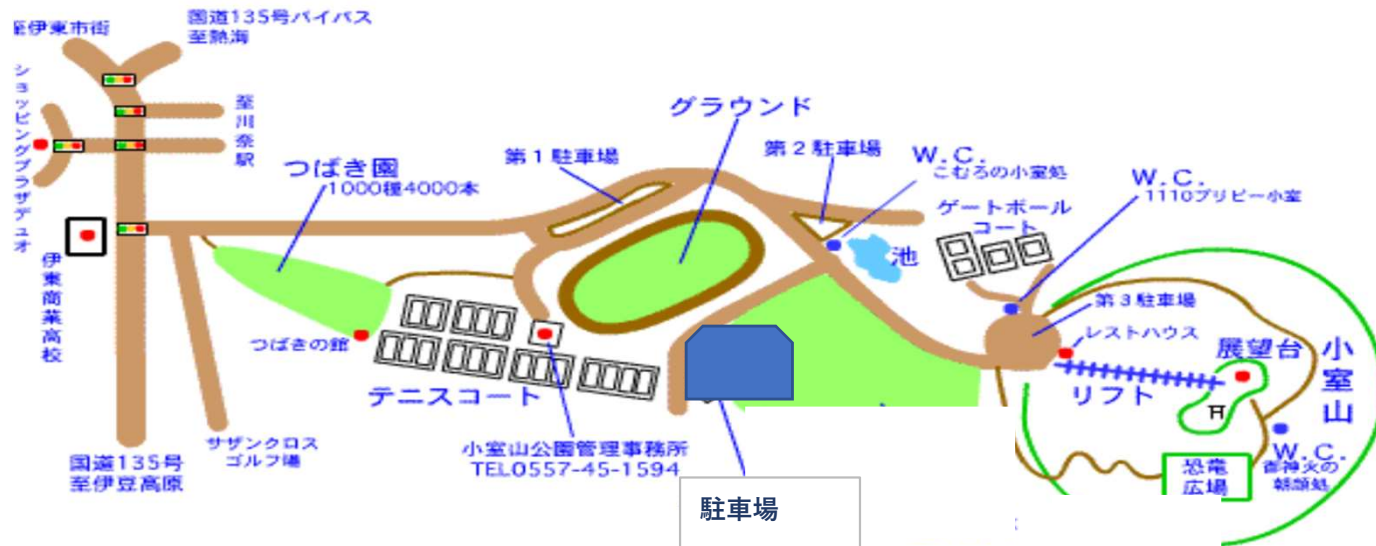 至伊東市街
国道135号バイパス
至熱海
ショッピングプラザデュオ
至川奈駅
つばき園
1000種4000本
第1駐車場
グラウンド
第2駐車場
W.C.
こむろの小室処
W.C.
1110プリピー小室
ゲートボール
コート
池
伊東商業高校
つばきの館
第3駐車場
レストハウス
展望台
小室山
リフト
テニスコート
サザンクロス
ゴルフ場
小室山公園管理事務所
TEL0557-45-1594
国道135号
至伊豆高原
W.C.
御神火の
朝顔処
恐竜
広場
駐車場